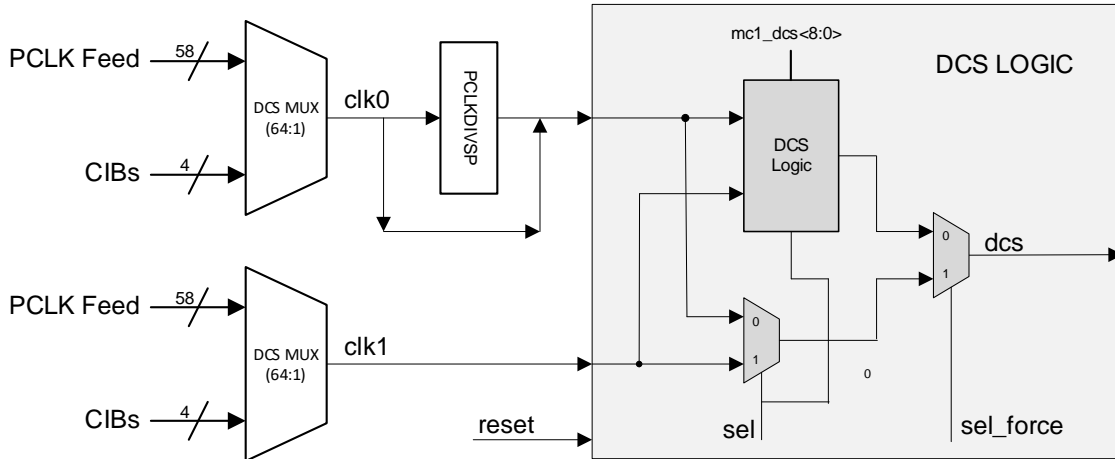 mc1_dcs<8:0>
PCLK Feed
58
DCS LOGIC
clk0
PCLKDIVSP
DCS MUX
(64:1)
DCS
Logic
CIBs
4
0
dcs
1
PCLK Feed
58
0
clk1
DCS MUX
(64:1)
1
0
CIBs
4
reset
sel
sel_force